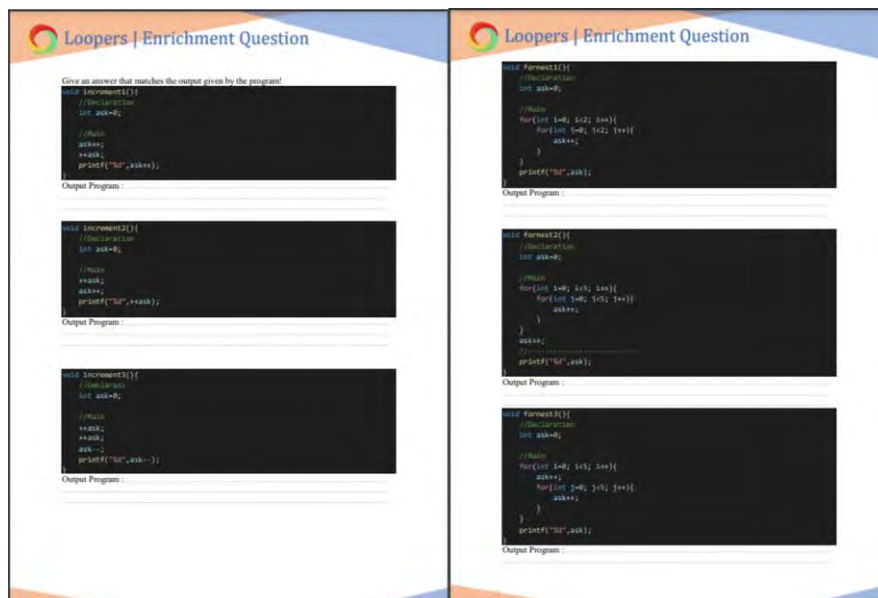 Loopers | Enrichment Question
Give an answer that matches the output given by the program!
void increment1(){
//Declaration
int ask=0;
//Main
ask++;
++ask;
printf("%d",ask++);
}
Output Program :
void increment2(){
//Declaration
int ask=0;
//Main
++ask;
ask++;
printf("%d",++ask);
}
Output Program :
void increment3(){
int ask=0;
//Main
++ask;
++ask;
ask--;
printf("%d",ask--);
}
Output Program :
Loopers | Enrichment Question
void fornest1(){
//Declaration
int ask=0;
//Main
for(int i=0; i<2; i++){
for(int j=0; j<2; j++){
ask++;
}
}
printf("%d",ask);
}
Output Program :
void fornest2(){
//Declaration
int ask=0;
//Main
for(int i=0; i<5; i++){
for(int j=0; j<5; j++){
ask++;
}
}
ask++;
printf("%d",ask);
}
Output Program :
void fornest3(){
//Declaration
int ask=0;
//Main
for(int i=0; i<5; i++){
ask++;
for(int j=0; j<5; j++){
ask++;
}
}
printf("%d",ask);
}
Output Program :